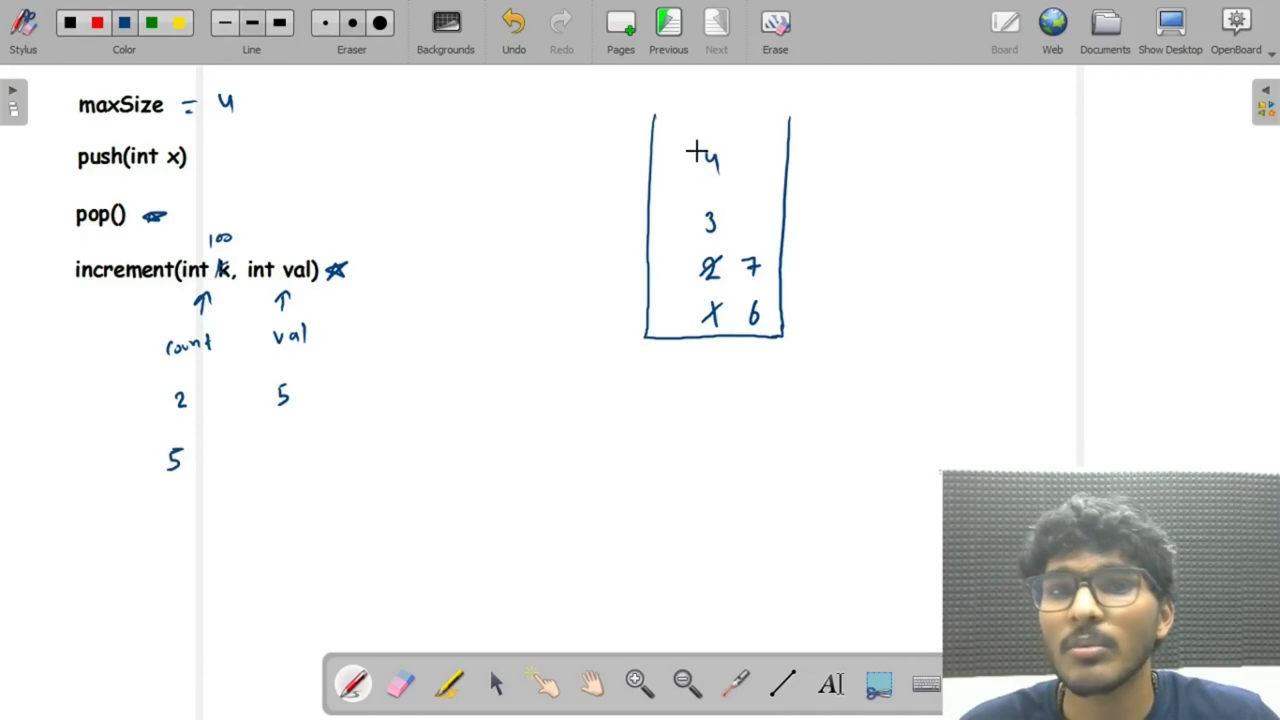 Stylus Color Line Eraser Backgrounds Undo Redo Pages Previous Next Erase Board Web Documents Show Desktop OpenBoard
maxSize = 4
push(int x)
pop()
100
increment(int k, int val)
count val
2 5
5
4
3
2 7
1 6